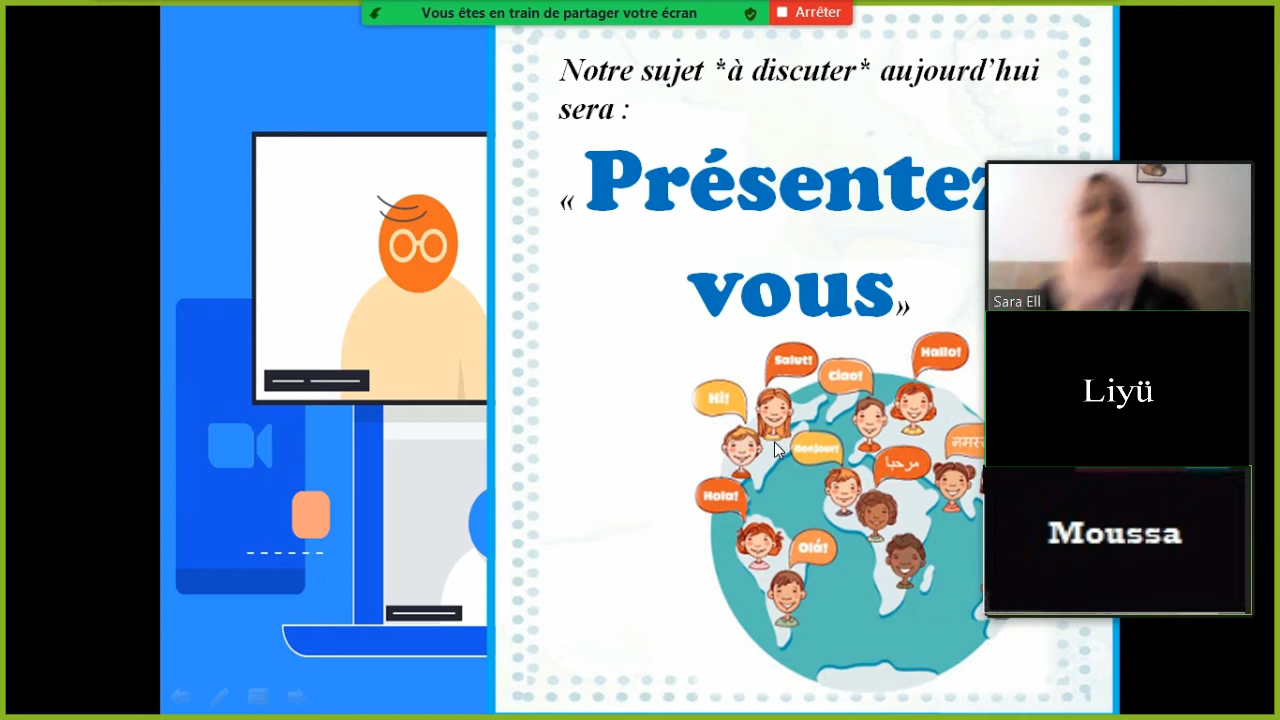 Vous êtes en train de partager votre écran
Arrêter
Notre sujet *à discuter* aujourd'hui
sera :
« Présentez
vous»
Salut!
Hallo!
Ciao!
Hi!
Bonjour!
مرحبا
Hola!
Olá!
Sara Ell
Liyü
Moussa